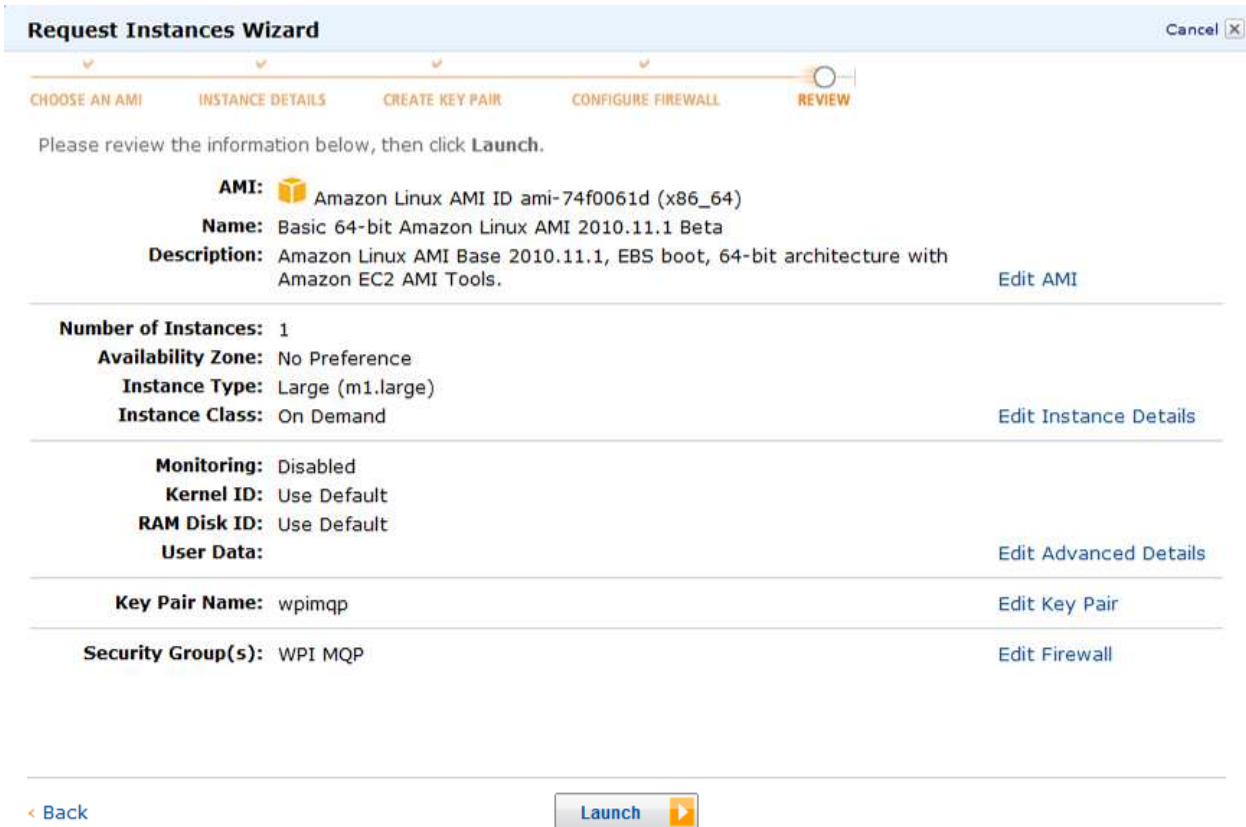 Request Instances Wizard
Cancel
CHOOSE AN AMI INSTANCE DETAILS CREATE KEY PAIR CONFIGURE FIREWALL REVIEW
Please review the information below, then click Launch.
AMI: Amazon Linux AMI ID ami-74f0061d (x86_64)
Name: Basic 64-bit Amazon Linux AMI 2010.11.1 Beta
Description: Amazon Linux AMI Base 2010.11.1, EBS boot, 64-bit architecture with
Amazon EC2 AMI Tools. Edit AMI
Number of Instances: 1
Availability Zone: No Preference
Instance Type: Large (m1.large)
Instance Class: On Demand Edit Instance Details
Monitoring: Disabled
Kernel ID: Use Default
RAM Disk ID: Use Default
User Data: Edit Advanced Details
Key Pair Name: wpimqp Edit Key Pair
Security Group(s): WPI MQP Edit Firewall
< Back Launch